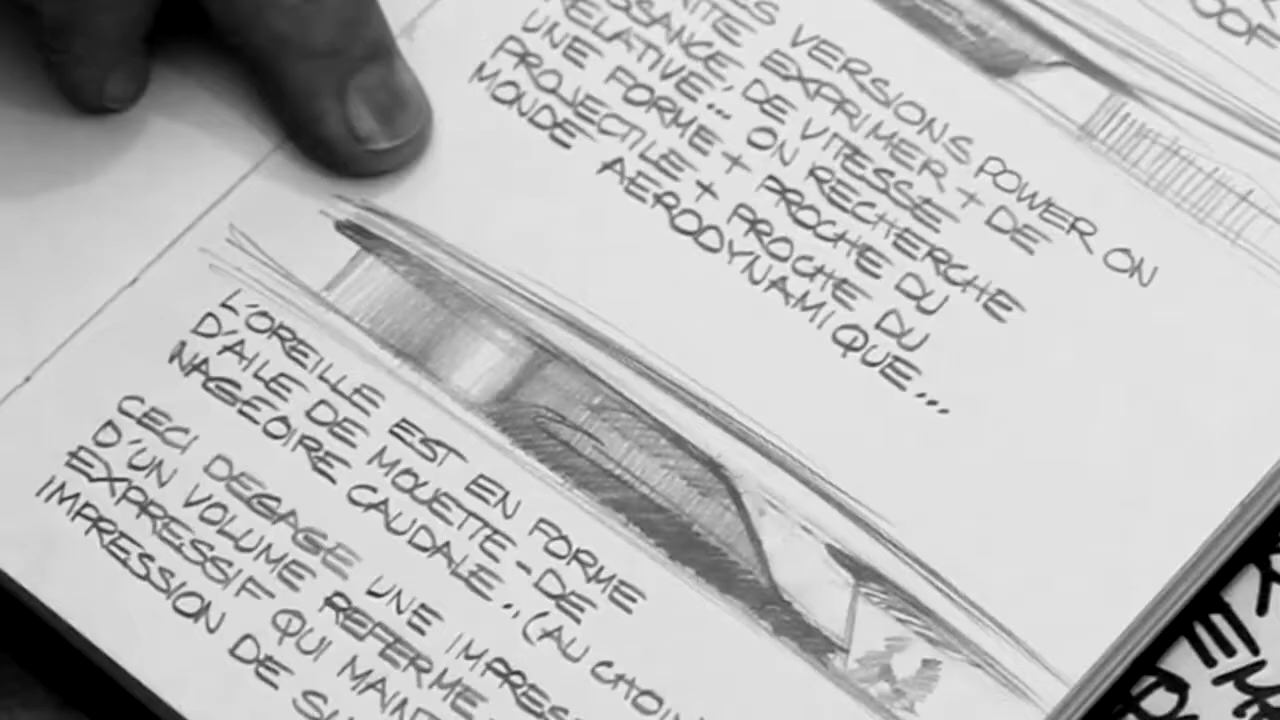 VERSIONS POWER ON
EXPRIMER + DE
DE VITESSE
RELATIVE... ON RECHERCHE
UNE FORME + PROCHE DU
PROJECTILE + PROCHE DU
MONDE AERODYNAMIQUE...
L'OREILLE EST EN FORME
D'AILE DE MOUETTE - DE
NAGEOIRE CAUDALE.. (AU CHOIX
CECI DEGAGE UNE
D'UN VOLUME REFERME
EXPRESSIF QUI
IMPRESSION DE